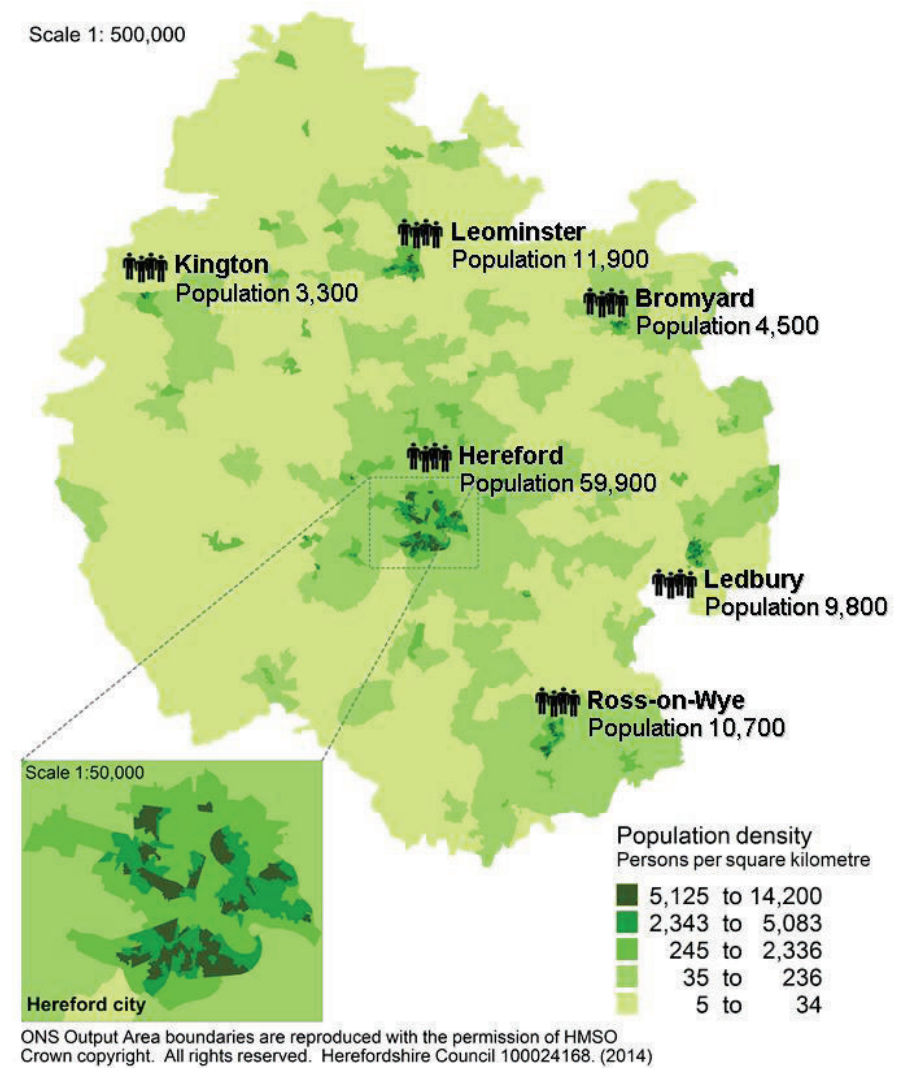 Scale 1: 500,000
Leominster
Population 11,900
Kington
Population 3,300
Bromyard
Population 4,500
Hereford
Population 59,900
Ledbury
Population 9,800
Ross-on-Wye
Population 10,700
Scale 1:50,000
Hereford city
Population density
Persons per square kilometre
5,125 to 14,200
2,343 to 5,083
245 to 2,336
35 to 236
5 to 34
ONS Output Area boundaries are reproduced with the permission of HMSO
Crown copyright. All rights reserved. Herefordshire Council 100024168. (2014)